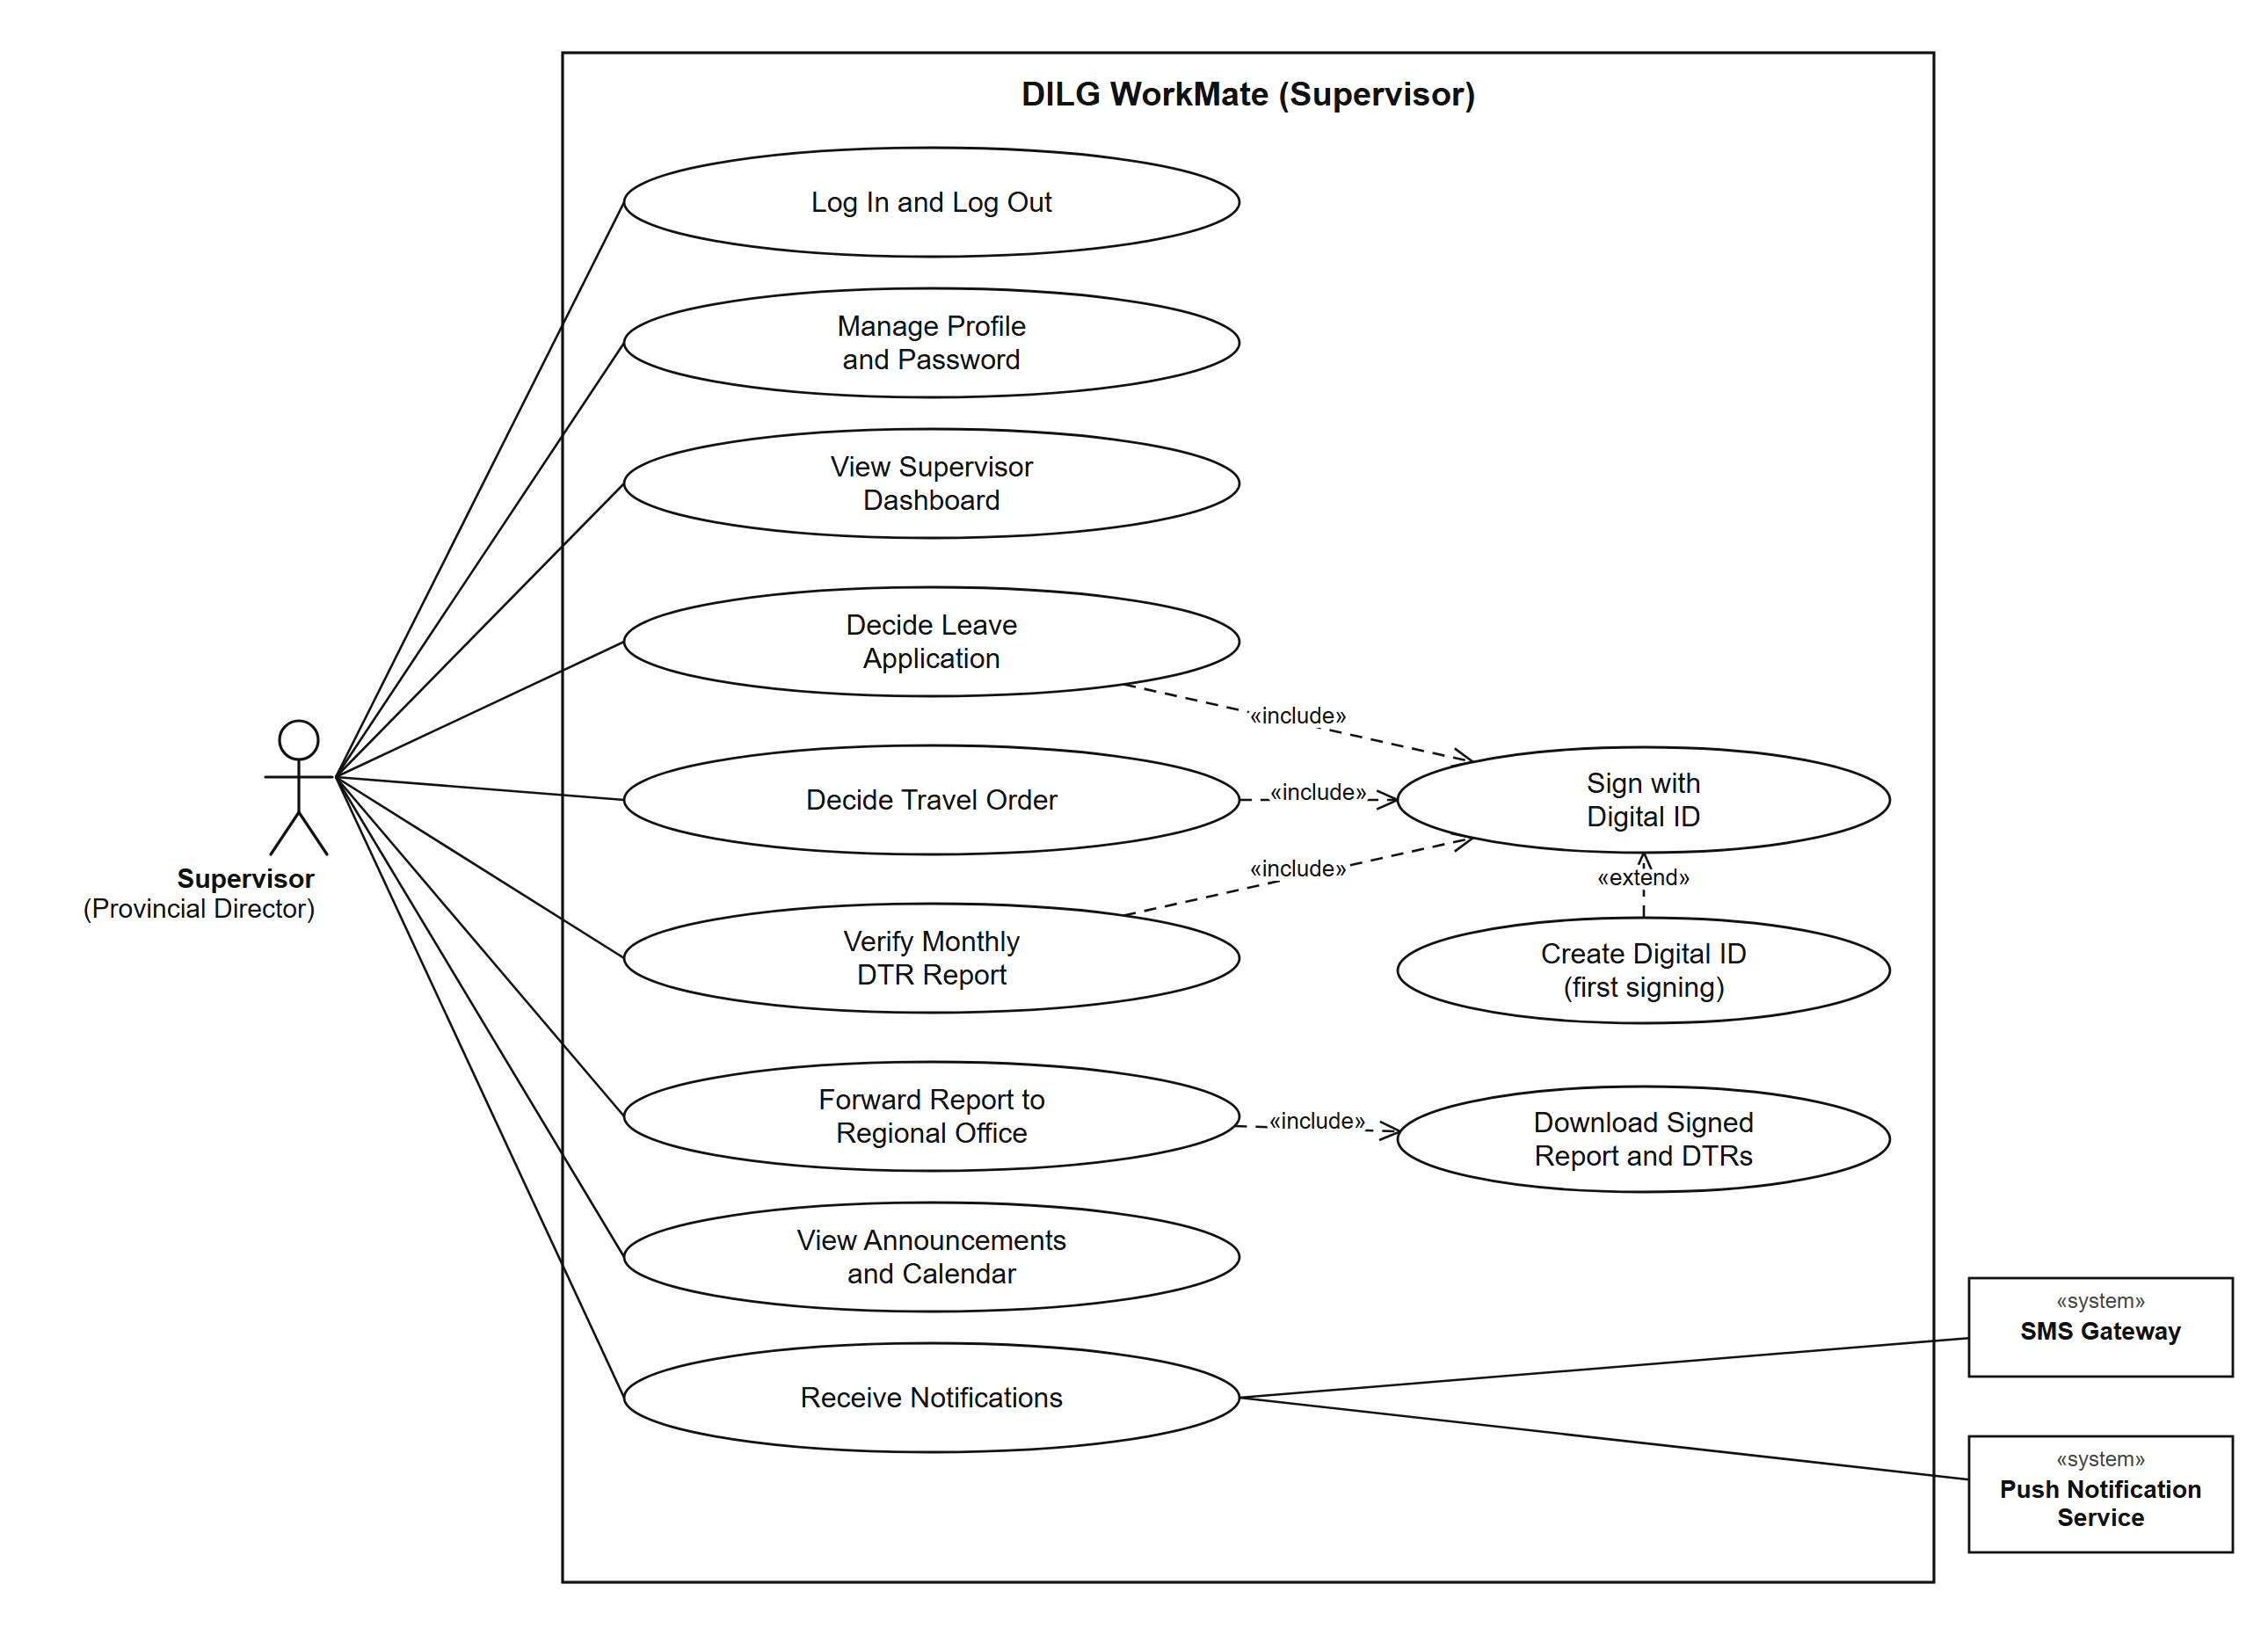 DILG WorkMate (Supervisor)
Log In and Log Out
Manage Profile
and Password
View Supervisor
Dashboard
Decide Leave
Application
«include»
Decide Travel Order
«include»
Sign with
Digital ID
Supervisor
(Provincial Director)
«include»
«extend»
Verify Monthly
DTR Report
Create Digital ID
(first signing)
Forward Report to
Regional Office
«include»
Download Signed
Report and DTRs
View Announcements
and Calendar
«system»
SMS Gateway
Receive Notifications
«system»
Push Notification
Service